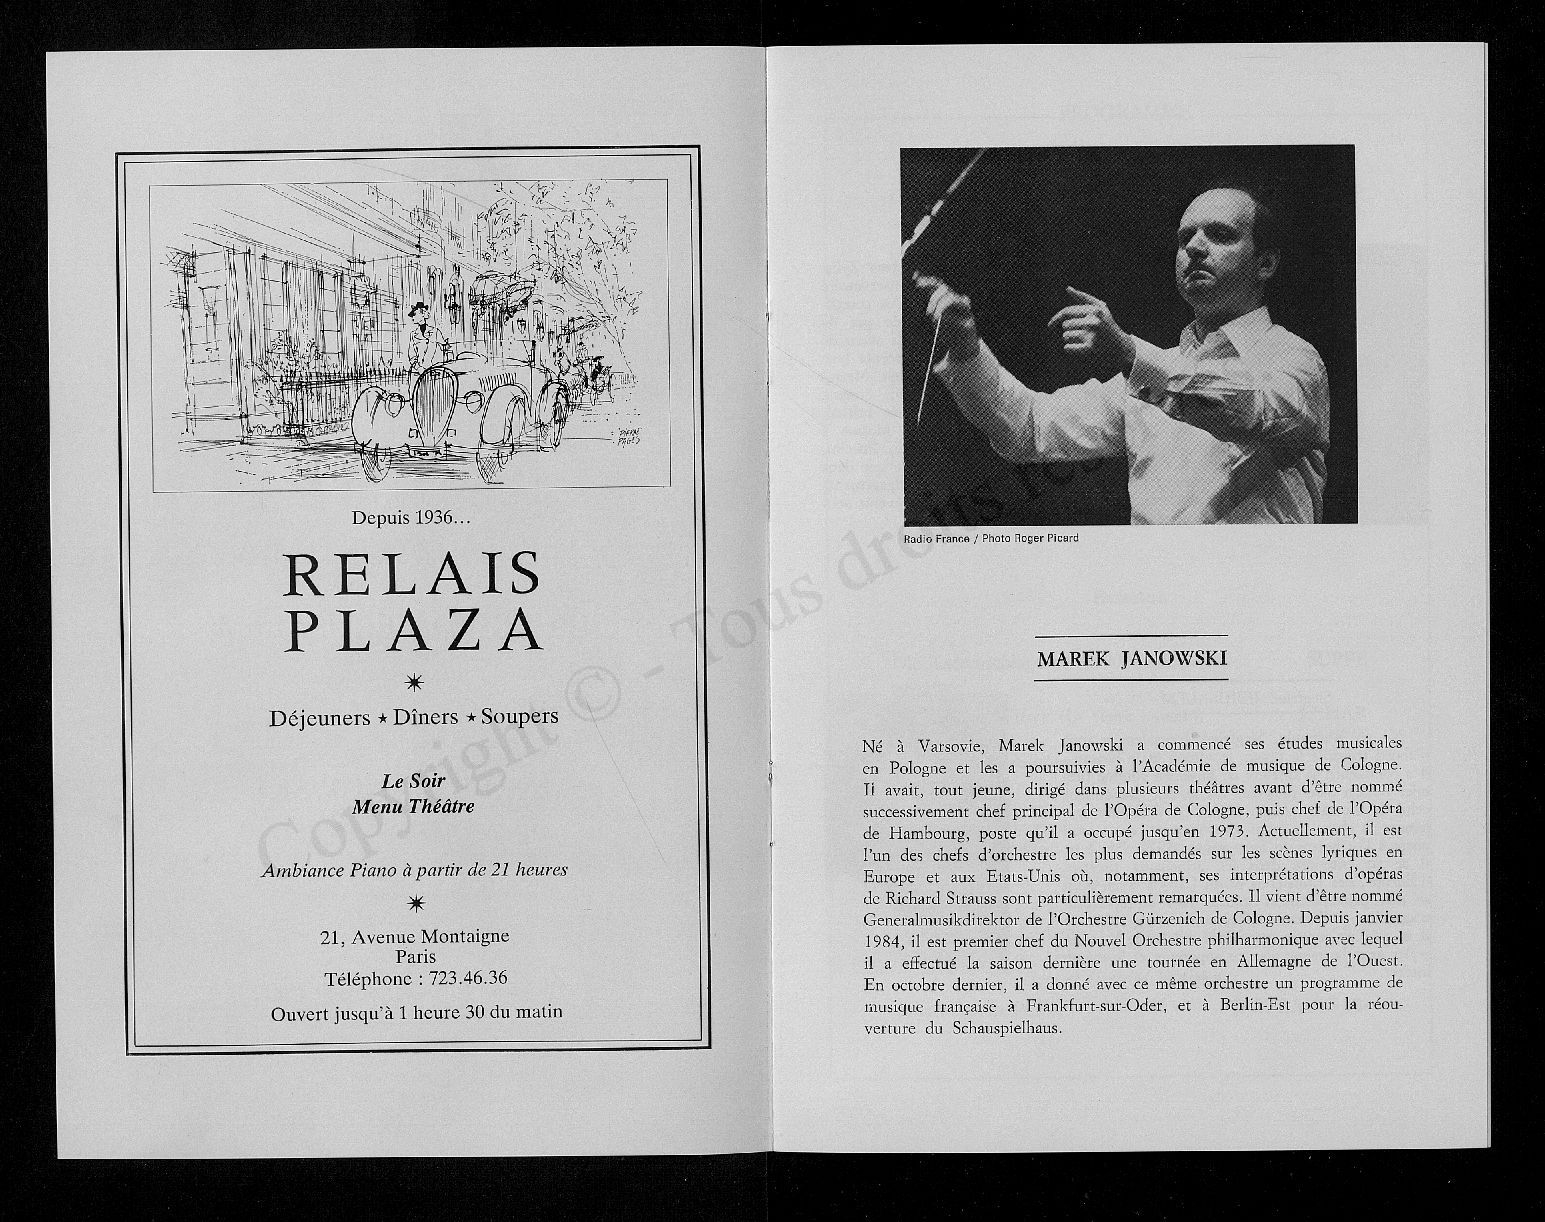 PIERRE
PAGES
Depuis 1936...
RELAIS
PLAZA
Déjeuners ★ Dîners ★ Soupers
Le Soir
Menu Théâtre
Ambiance Piano à partir de 21 heures
21, Avenue Montaigne
Paris
Téléphone : 723.46.36
Ouvert jusqu'à 1 heure 30 du matin
Copyright © - Tous droits
Radio France / Photo Roger Picard
MAREK JANOWSKI
Né à Varsovie, Marek Janowski a commencé ses études musicales
en Pologne et les a poursuivies à l'Académie de musique de Cologne.
Il avait, tout jeune, dirigé dans plusieurs théâtres avant d'être nommé
successivement chef principal de l'Opéra de Cologne, puis chef de l'Opéra
de Hambourg, poste qu'il a occupé jusqu'en 1973. Actuellement, il est
l'un des chefs d'orchestre les plus demandés sur les scènes lyriques en
Europe et aux Etats-Unis où, notamment, ses interprétations d'opéras
de Richard Strauss sont particulièrement remarquées. Il vient d'être nommé
Generalmusikdirektor de l'Orchestre Gürzenich de Cologne. Depuis janvier
1984, il est premier chef du Nouvel Orchestre philharmonique avec lequel
il a effectué la saison dernière une tournée en Allemagne de l'Ouest.
En octobre dernier, il a donné avec ce même orchestre un programme de
musique française à Frankfurt-sur-Oder, et à Berlin-Est pour la réou-
verture du Schauspielhaus.